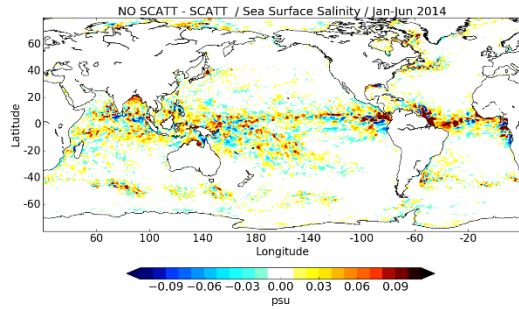 NO SCATT - SCATT / Sea Surface Salinity / Jan-Jun 2014
80
60
40
20
0
-20
-40
-60
Latitude
60 100 140 -140 -100 -60 -20
Longitude
−0.09 −0.06 −0.03 0.00 0.03 0.06 0.09
psu